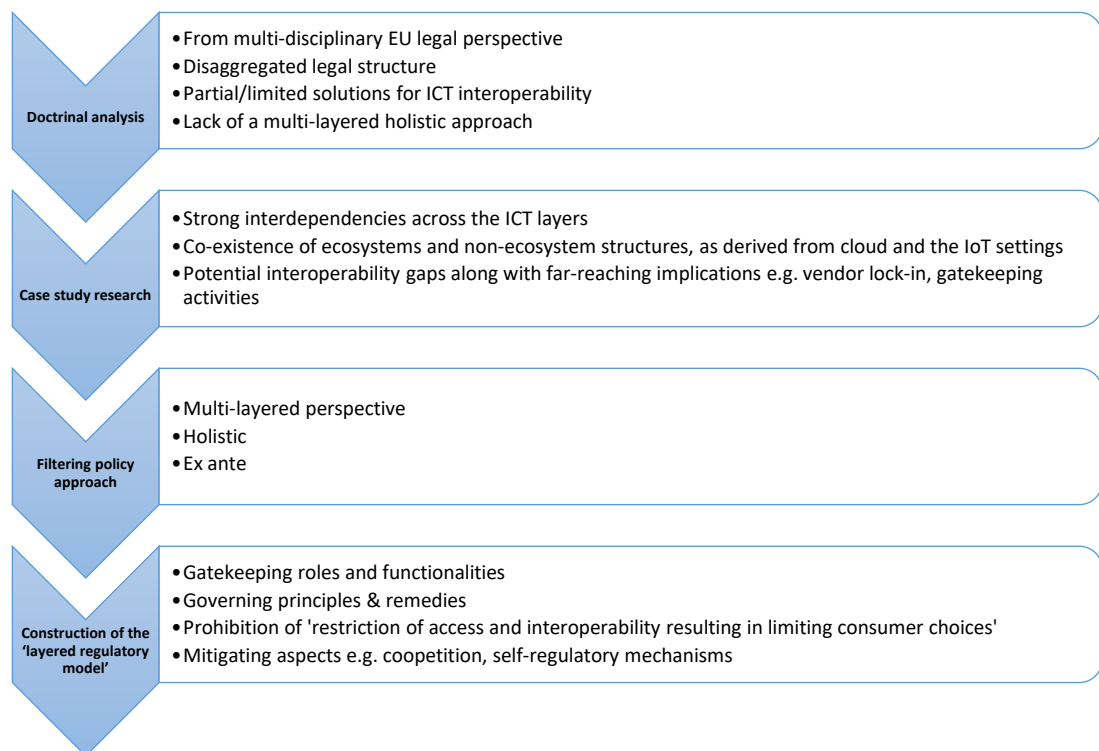 Doctrinal analysis
•From multi-disciplinary EU legal perspective
•Disaggregated legal structure
•Partial/limited solutions for ICT interoperability
•Lack of a multi-layered holistic approach
Case study research
•Strong interdependencies across the ICT layers
•Co-existence of ecosystems and non-ecosystem structures, as derived from cloud and the IoT settings
•Potential interoperability gaps along with far-reaching implications e.g. vendor lock-in, gatekeeping
activities
Filtering policy
approach
•Multi-layered perspective
•Holistic
•Ex ante
Construction of the
‘layered regulatory
model’
•Gatekeeping roles and functionalities
•Governing principles & remedies
•Prohibition of 'restriction of access and interoperability resulting in limiting consumer choices'
•Mitigating aspects e.g. coopetition, self-regulatory mechanisms